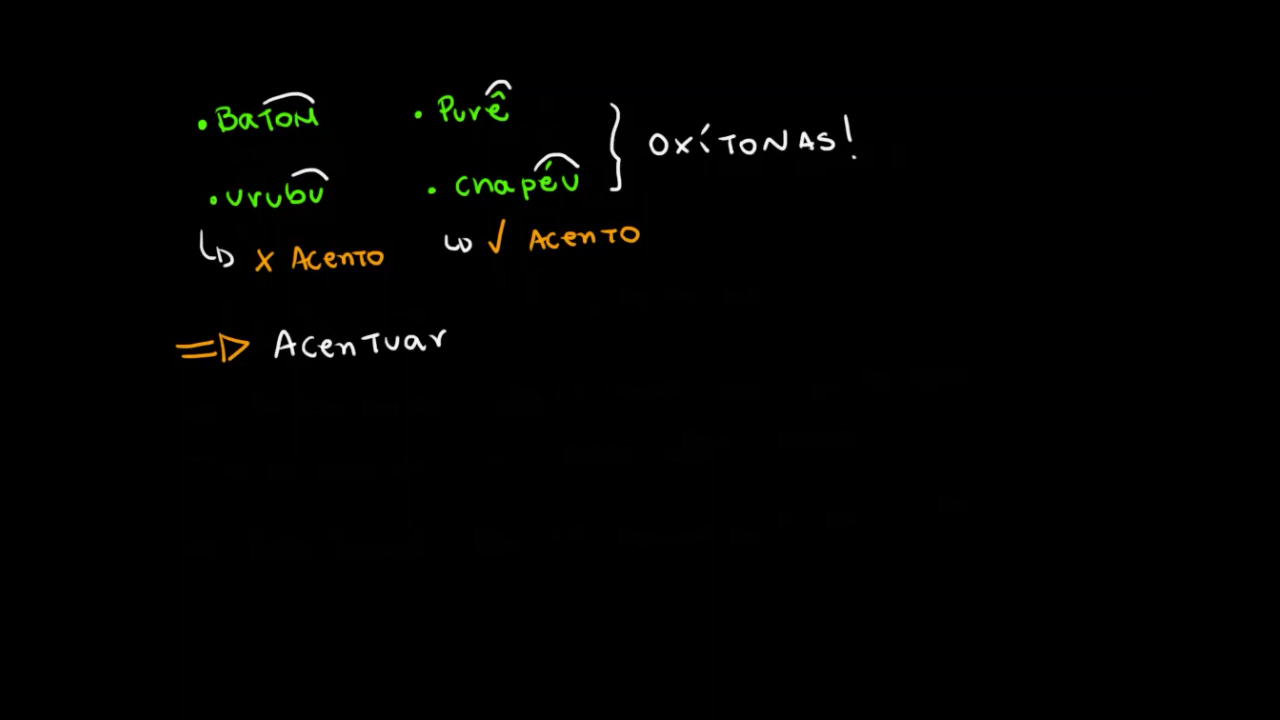 • Batom • Purê } OXÍTONAS!
• urubu • chapéu
↳ x Acento ↳ ✓ Acento
⇒ Acentuar